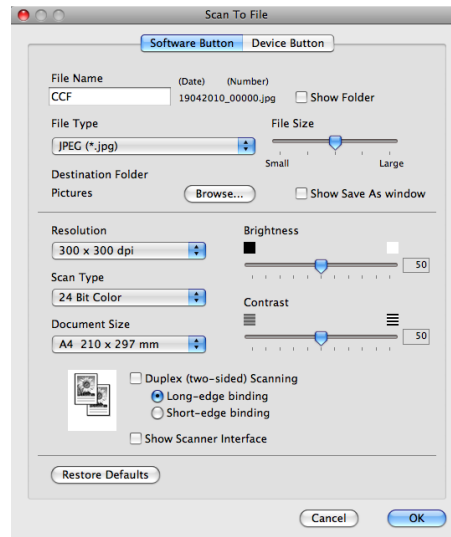 Scan To File
Software Button Device Button
File Name (Date) (Number)
CCF 19042010_00000.jpg Show Folder
File Type File Size
JPEG (*.jpg)
Small Large
Destination Folder
Pictures Browse... Show Save As window
Resolution Brightness
300 x 300 dpi
50
Scan Type
24 Bit Color
Contrast
Document Size
50
A4 210 x 297 mm
Duplex (two-sided) Scanning
Long-edge binding
Short-edge binding
Show Scanner Interface
Restore Defaults
Cancel OK